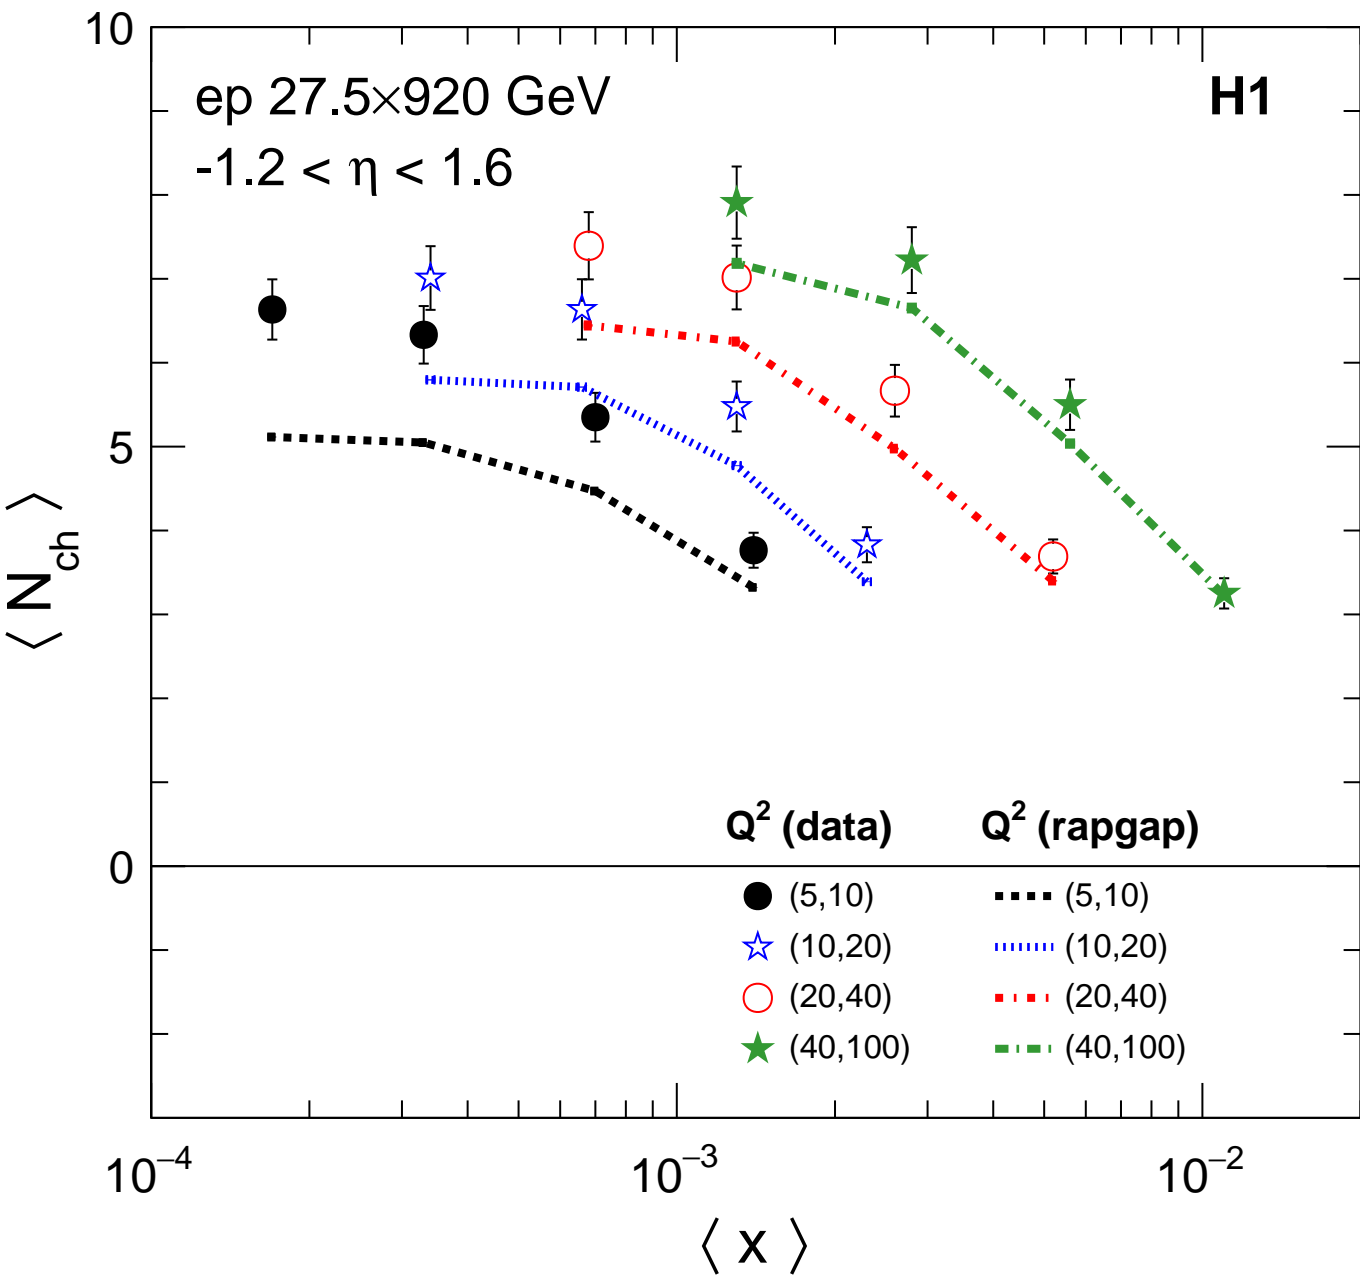 10
ep 27.5×920 GeV
H1
-1.2 < η < 1.6
5
⟨ N_ch ⟩
Q² (data) Q² (rapgap)
0
(5,10) (5,10)
(10,20) (10,20)
(20,40) (20,40)
(40,100) (40,100)
10⁻⁴ 10⁻³ 10⁻²
⟨ x ⟩